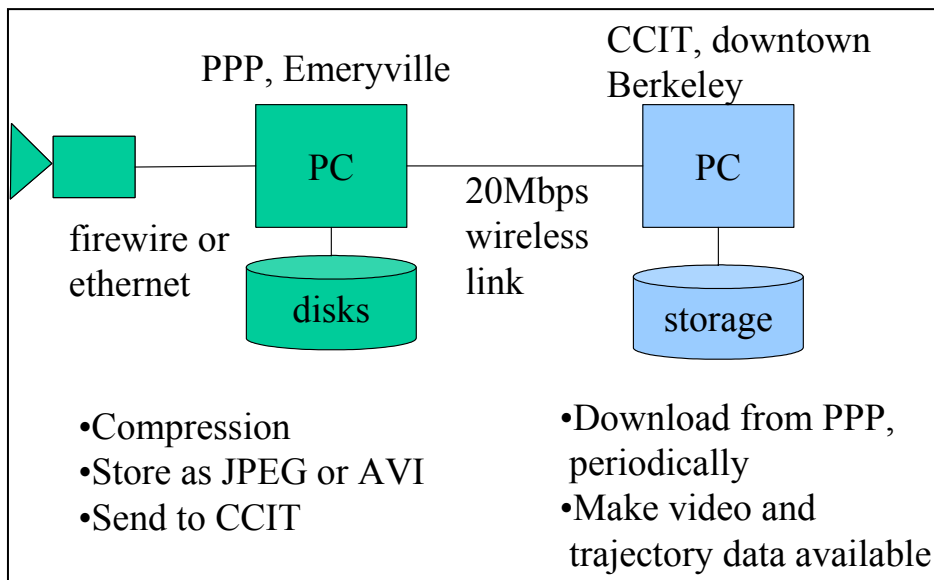 PPP, Emeryville
CCIT, downtown
Berkeley
PC
PC
firewire or
ethernet
20Mbps
wireless
link
disks
storage
•Compression
•Store as JPEG or AVI
•Send to CCIT
•Download from PPP,
periodically
•Make video and
trajectory data available